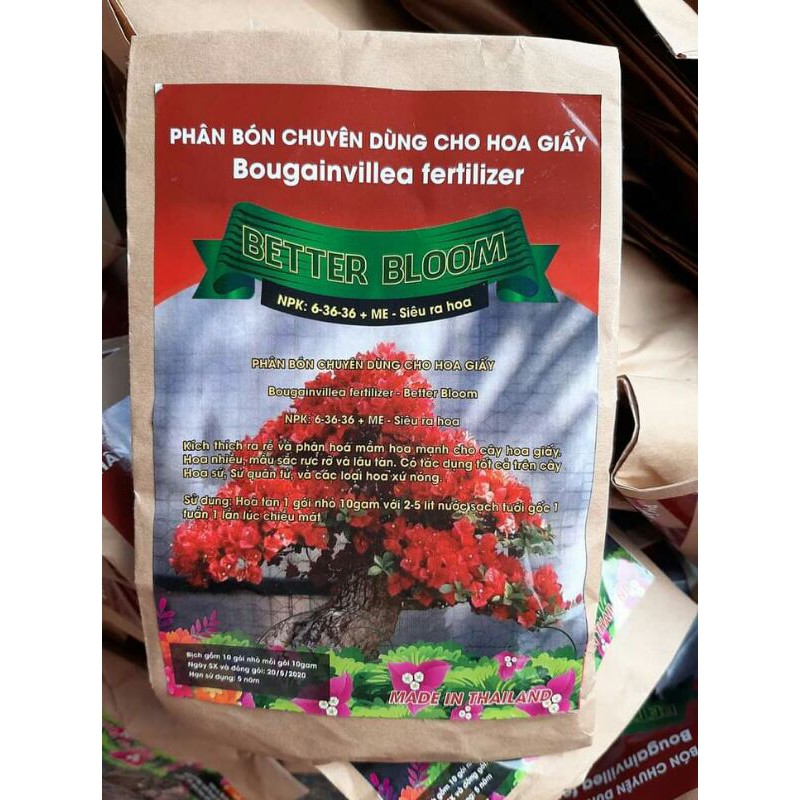 PHÂN BÓN CHUYÊN DÙNG CHO HOA GIẤY
Bougainvillea fertilizer
BETTER BLOOM
NPK: 6-36-36 + ME - Siêu ra hoa
PHÂN BÓN CHUYÊN DÙNG CHO HOA GIẤY
Bougainvillea fertilizer - Better Bloom
NPK: 6-36-36 + ME - Siêu ra hoa
Kích thích ra rễ và phân hoá mầm hoa mạnh cho cây hoa giấy.
Hoa nhiều, mầu sắc rực rỡ và lâu tàn. Có tác dụng tốt cả trên cây
Hoa sứ, Sứ quân tử, và các loại hoa xứ nóng.
Sử dụng: Hoà tan 1 gói nhỏ 10gam với 2-5 lít nước sạch tưới gốc 1
tuần 1 lần lúc chiều mát
Bịch gồm 10 gói nhỏ mỗi gói 10gam
Ngày SX và đóng gói: 20/5/2020
Hạn sử dụng: 5 năm
MADE IN THAILAND